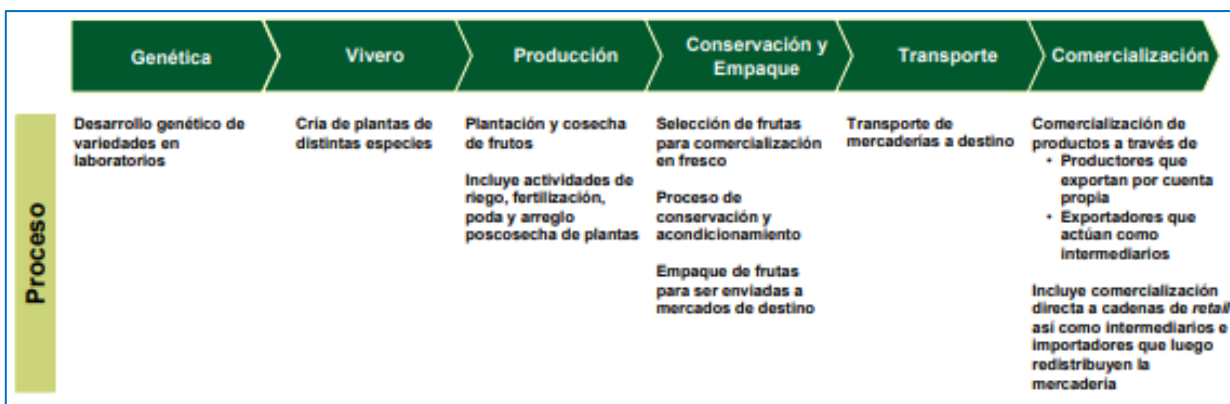 Genética
Vivero
Producción
Conservación y
Empaque
Transporte
Comercialización
Proceso
Desarrollo genético de
variedades en
laboratorios
Cría de plantas de
distintas especies
Plantación y cosecha
de frutos
Incluye actividades de
riego, fertilización,
poda y arreglo
poscosecha de plantas
Selección de frutas
para comercialización
en fresco
Proceso de
conservación y
acondicionamiento
Empaque de frutas
para ser enviadas a
mercados de destino
Transporte de
mercaderías a destino
Comercialización de
productos a través de
• Productores que
exportan por cuenta
propia
• Exportadores que
actúan como
intermediarios
Incluye comercialización
directa a cadenas de retail
así como intermediarios e
importadores que luego
redistribuyen la
mercadería